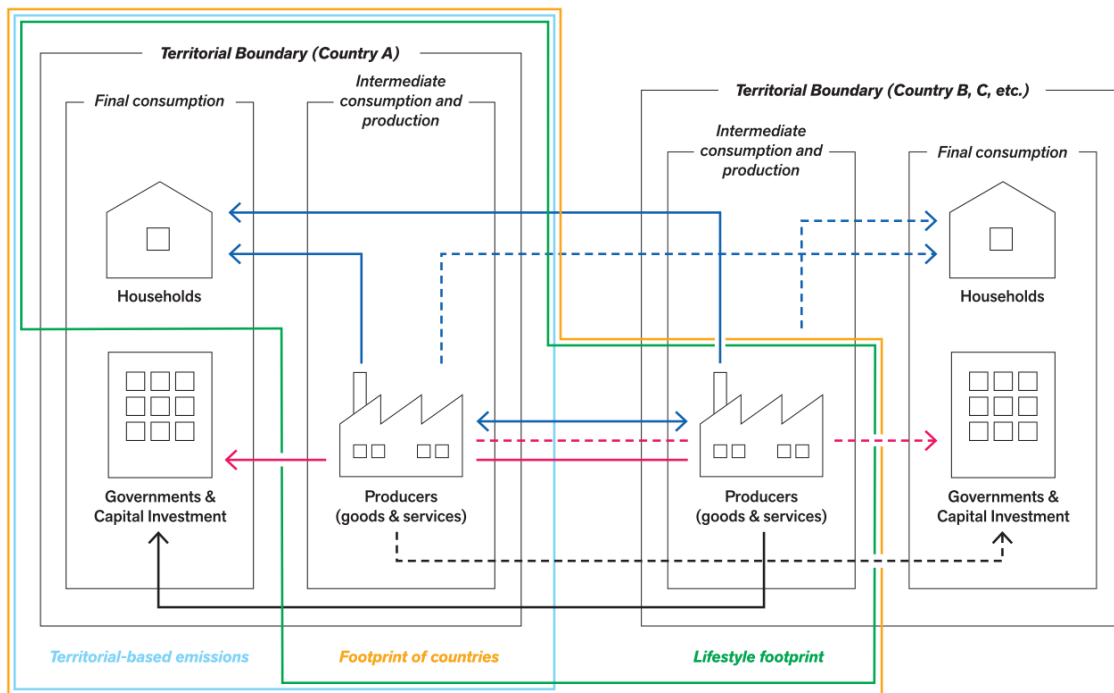 Territorial Boundary (Country A)
Final consumption
Intermediate
consumption and
production
Households
Governments &
Capital Investment
Producers
(goods & services)
Territorial Boundary (Country B, C, etc.)
Intermediate
consumption and
production
Final consumption
Households
Producers
(goods & services)
Governments &
Capital Investment
Territorial-based emissions
Footprint of countries
Lifestyle footprint